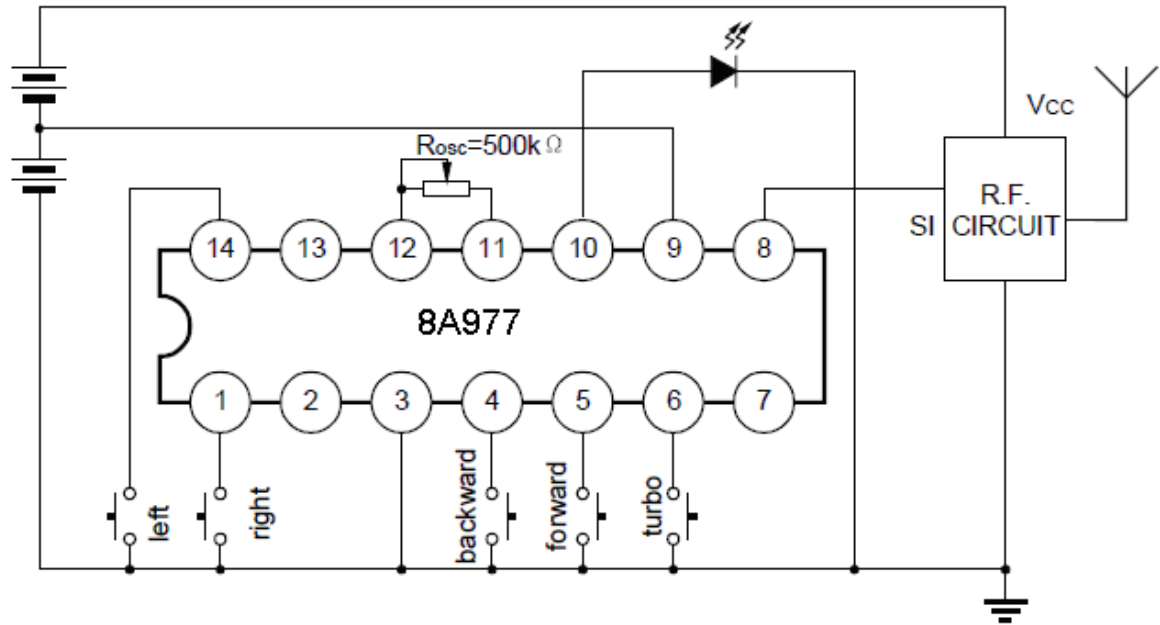 Vcc
Rosc=500kΩ
R.F.
SI CIRCUIT
14 13 12 11 10 9 8
8A977
1 2 3 4 5 6 7
left
right
backward
forward
turbo